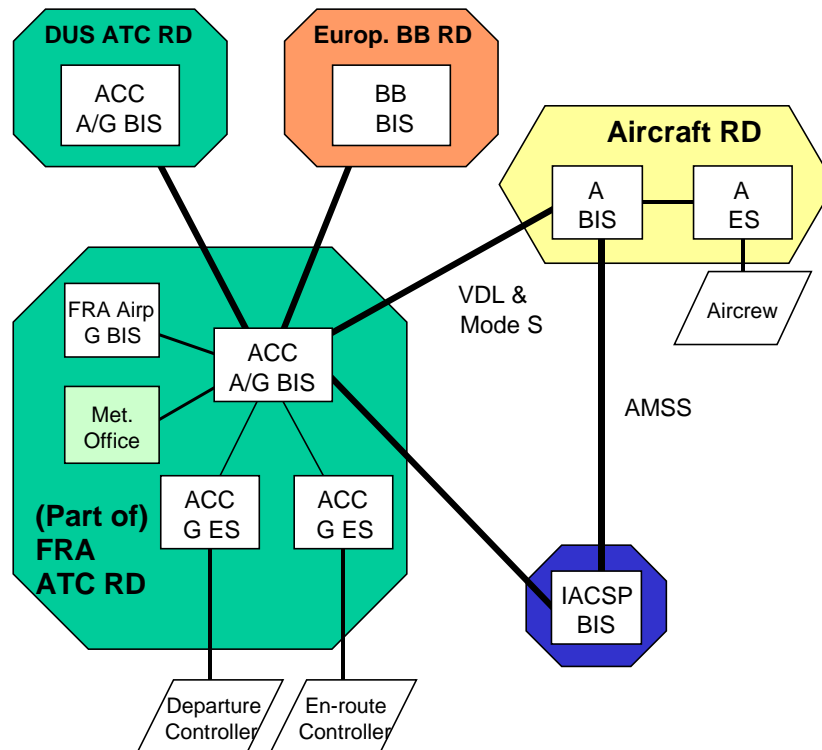 DUS ATC RD
ACC
A/G BIS
Europ. BB RD
BB
BIS
Aircraft RD
A
BIS
A
ES
Aircrew
VDL &
Mode S
AMSS
FRA Airp
G BIS
ACC
A/G BIS
Met.
Office
ACC
G ES
ACC
G ES
(Part of)
FRA
ATC RD
IACSP
BIS
Departure
Controller
En-route
Controller